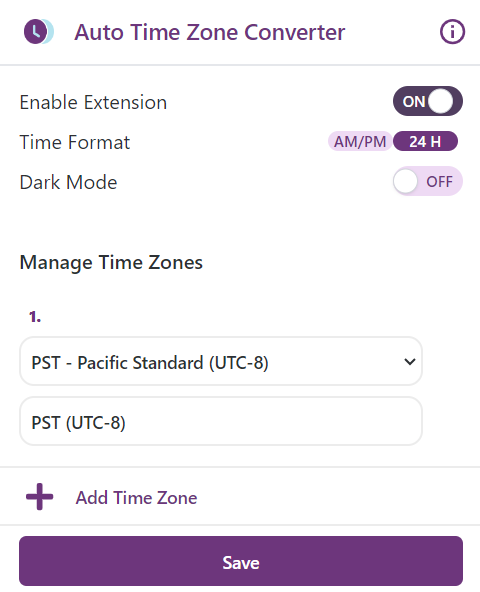 Auto Time Zone Converter
Enable Extension ON
Time Format AM/PM 24 H
Dark Mode OFF
Manage Time Zones
1.
PST - Pacific Standard (UTC-8)
PST (UTC-8)
Add Time Zone
Save